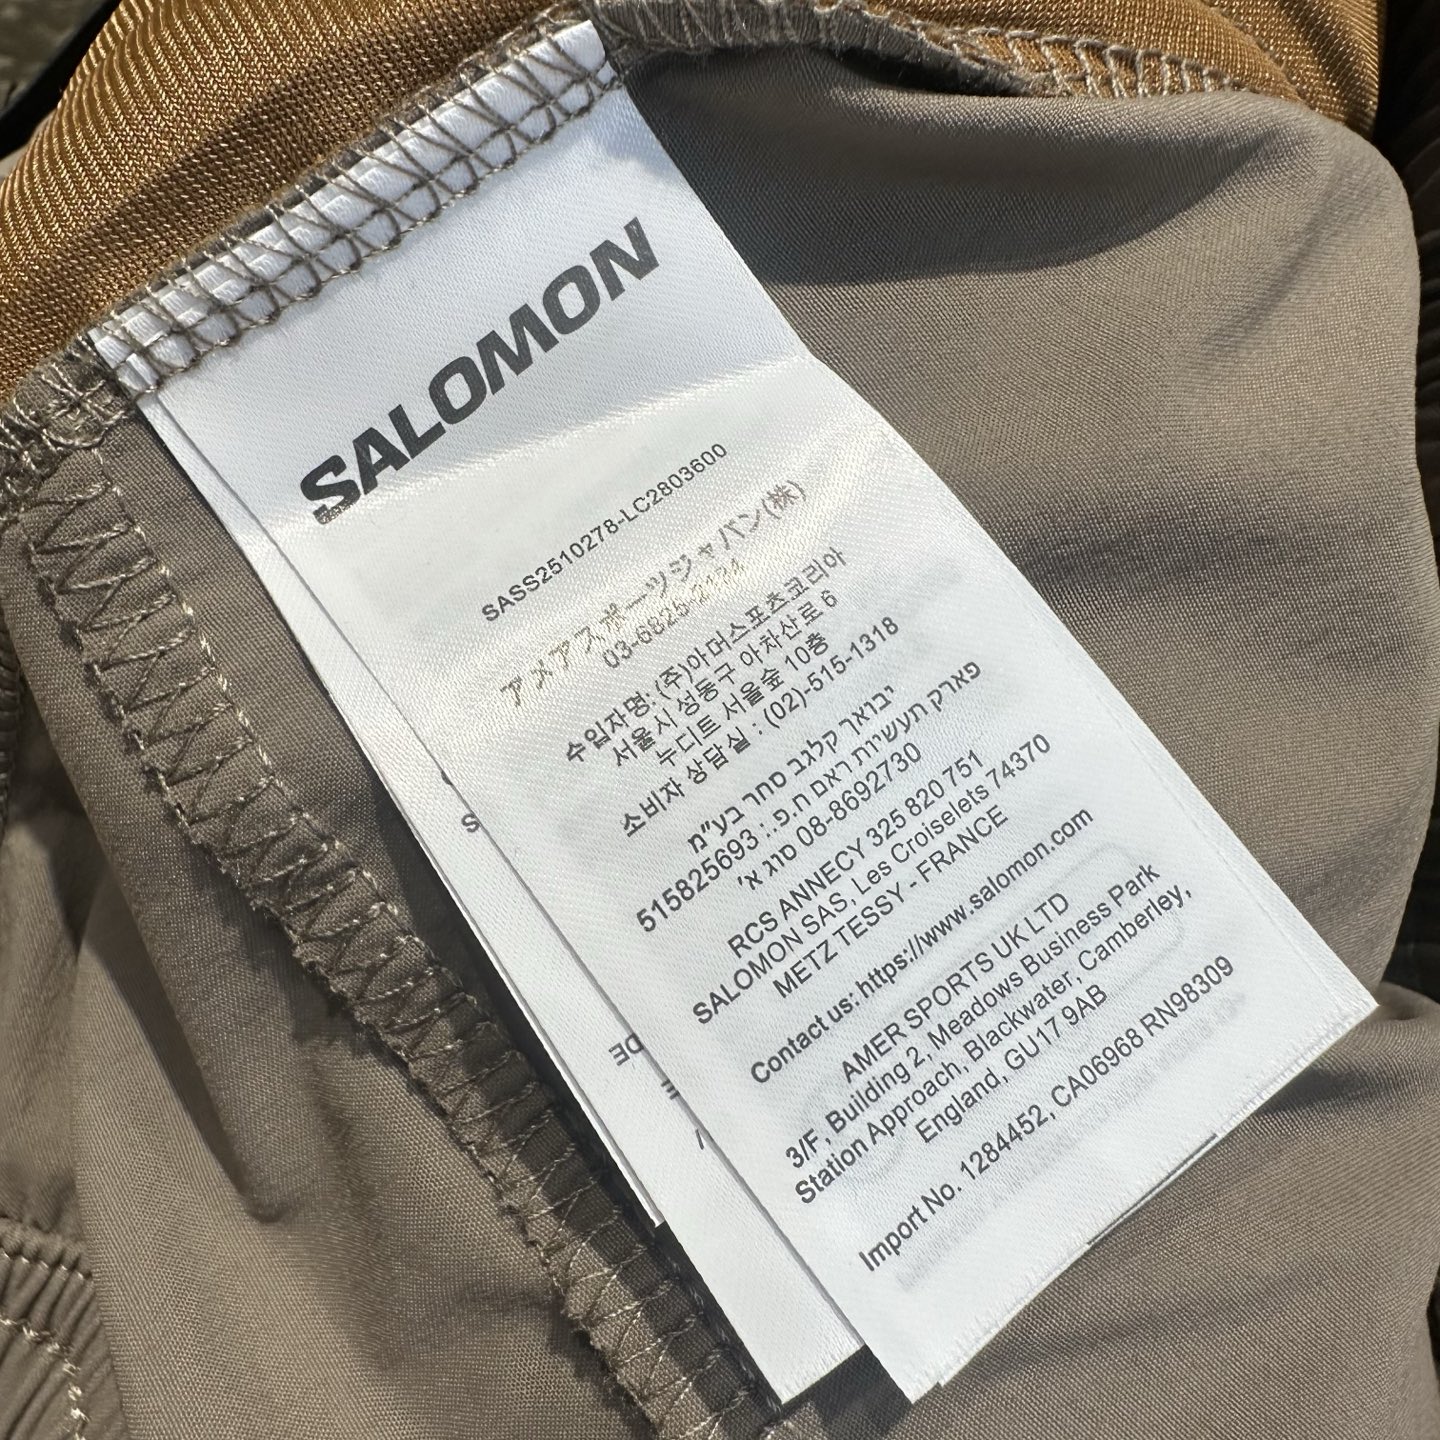 SALOMON
SASS2510278-LC2803600
アメアスポーツジャパン(株)
03-6825-2121
수입자명: (주)아머스포츠코리아
서울시 성동구 아차산로 6
누디트 서울숲 10층
소비자 상담실 : (02)-515-1318
יבואר קלגב סחר בע״מ
פארק תעשיות ראם ח.פ.:
515825693 סוג א׳ 08-8692730
RCS ANNECY 325 820 751
SALOMON SAS, Les Croiselets 74370
METZ TESSY - FRANCE
Contact us: https://www.salomon.com
AMER SPORTS UK LTD
3/F, Building 2, Meadows Business Park
Station Approach, Blackwater, Camberley,
England, GU17 9AB
Import No. 1284452, CA06968 RN98309